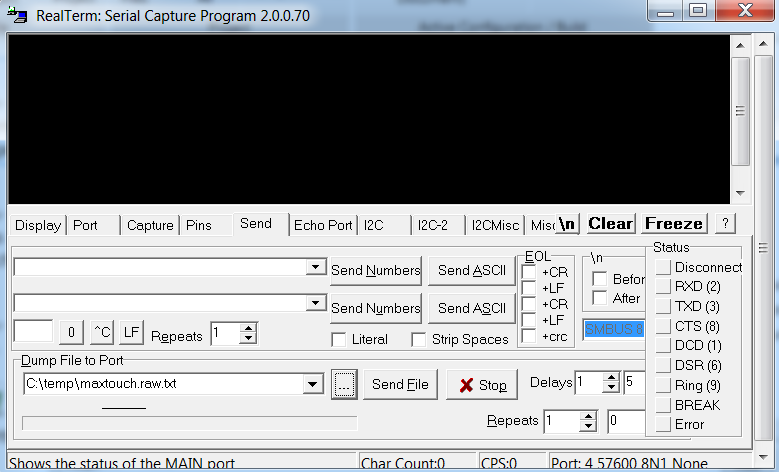 RealTerm: Serial Capture Program 2.0.0.70
Display Port Capture Pins Send Echo Port I2C I2C-2 I2CMisc Misc \n Clear Freeze ?
Status
EOL \n
Send Numbers Send ASCII +CR Before Disconnect
+LF RXD (2)
Send Numbers Send ASCII +CR After TXD (3)
+LF SMBUS 8 CTS (8)
0 ^C LF Repeats 1 Literal Strip Spaces +crc DCD (1)
Dump File to Port DSR (6)
C:\temp\maxtouch.raw.txt ... Send File Stop Delays 1 5 Ring (9)
BREAK
Repeats 1 0 Error
Shows the status of the MAIN port Char Count:0 CPS:0 Port: 4 57600 8N1 None